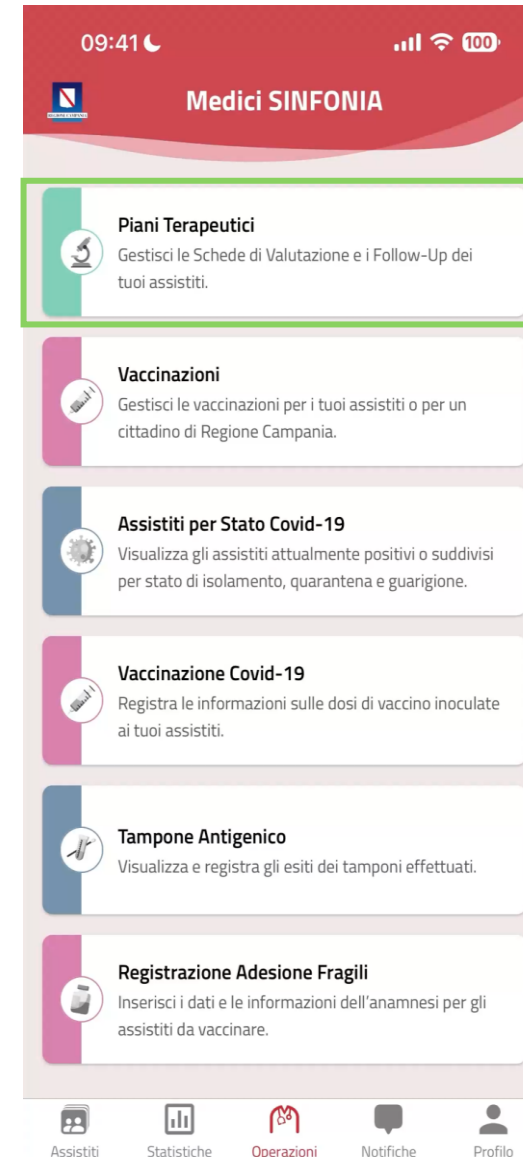 09:41
100
Medici SINFONIA
Piani Terapeutici
Gestisci le Schede di Valutazione e i Follow-Up dei
tuoi assistiti.
Vaccinazioni
Gestisci le vaccinazioni per i tuoi assistiti o per un
cittadino di Regione Campania.
Assistiti per Stato Covid-19
Visualizza gli assistiti attualmente positivi o suddivisi
per stato di isolamento, quarantena e guarigione.
Vaccinazione Covid-19
Registra le informazioni sulle dosi di vaccino inoculate
ai tuoi assistiti.
Tampone Antigenico
Visualizza e registra gli esiti dei tamponi effettuati.
Registrazione Adesione Fragili
Inserisci i dati e le informazioni dell'anamnesi per gli
assistiti da vaccinare.
Assistiti Statistiche Operazioni Notifiche Profilo